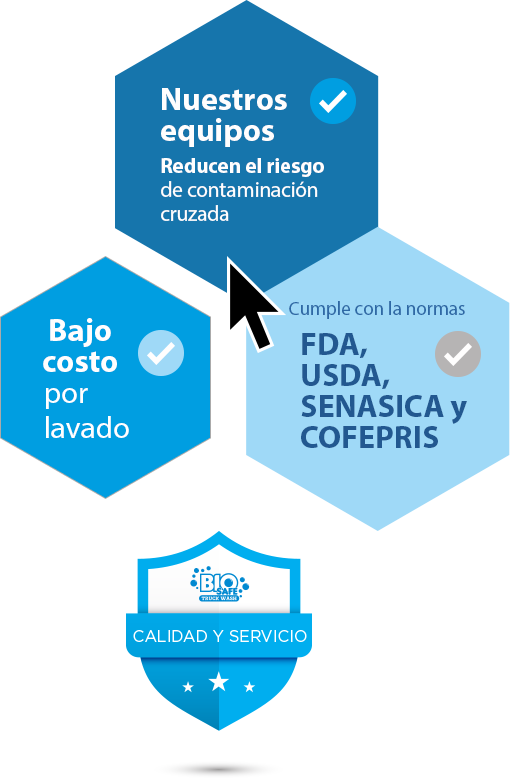 Nuestros
equipos
Reducen el riesgo
de contaminación
cruzada
Bajo
costo
por
lavado
Cumple con la normas
FDA,
USDA,
SENASICA y
COFEPRIS
BIO
SAFE
TRUCK WASH
CALIDAD Y SERVICIO